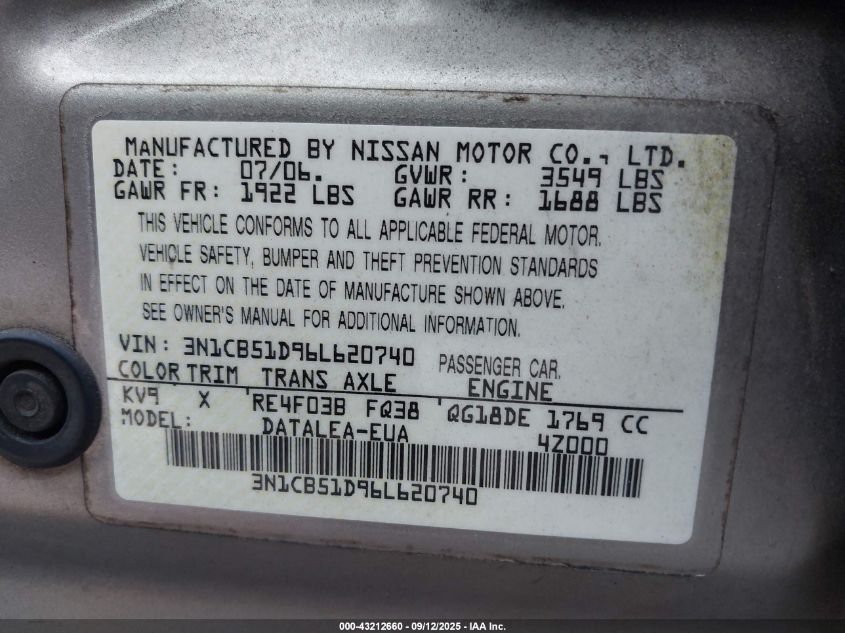 MANUFACTURED BY NISSAN MOTOR CO., LTD.
DATE: 07/06. GVWR: 3549 LBS
GAWR FR: 1922 LBS GAWR RR: 1688 LBS
THIS VEHICLE CONFORMS TO ALL APPLICABLE FEDERAL MOTOR.
VEHICLE SAFETY, BUMPER AND THEFT PREVENTION STANDARDS
IN EFFECT ON THE DATE OF MANUFACTURE SHOWN ABOVE.
SEE OWNER'S MANUAL FOR ADDITIONAL INFORMATION.
VIN: 3N1CB51D96L620740 PASSENGER CAR.
COLOR TRIM TRANS AXLE ENGINE
KV9 X RE4F03B FQ38 QG18DE 1769 CC
MODEL: DATALEA-EUA 4Z000
3N1CB51D96L620740
000-43212660 - 09/12/2025 - IAA Inc.